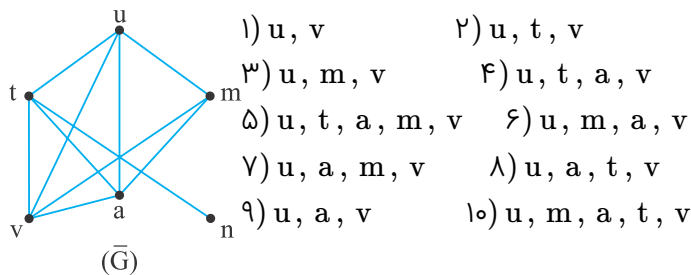 u
t
m
v
a
n
(G̅)
۱) u , v ۲) u , t , v
۳) u , m , v ۴) u , t , a , v
۵) u , t , a , m , v ۶) u , m , a , v
۷) u , a , m , v ۸) u , a , t , v
۹) u , a , v ۱۰) u , m , a , t , v